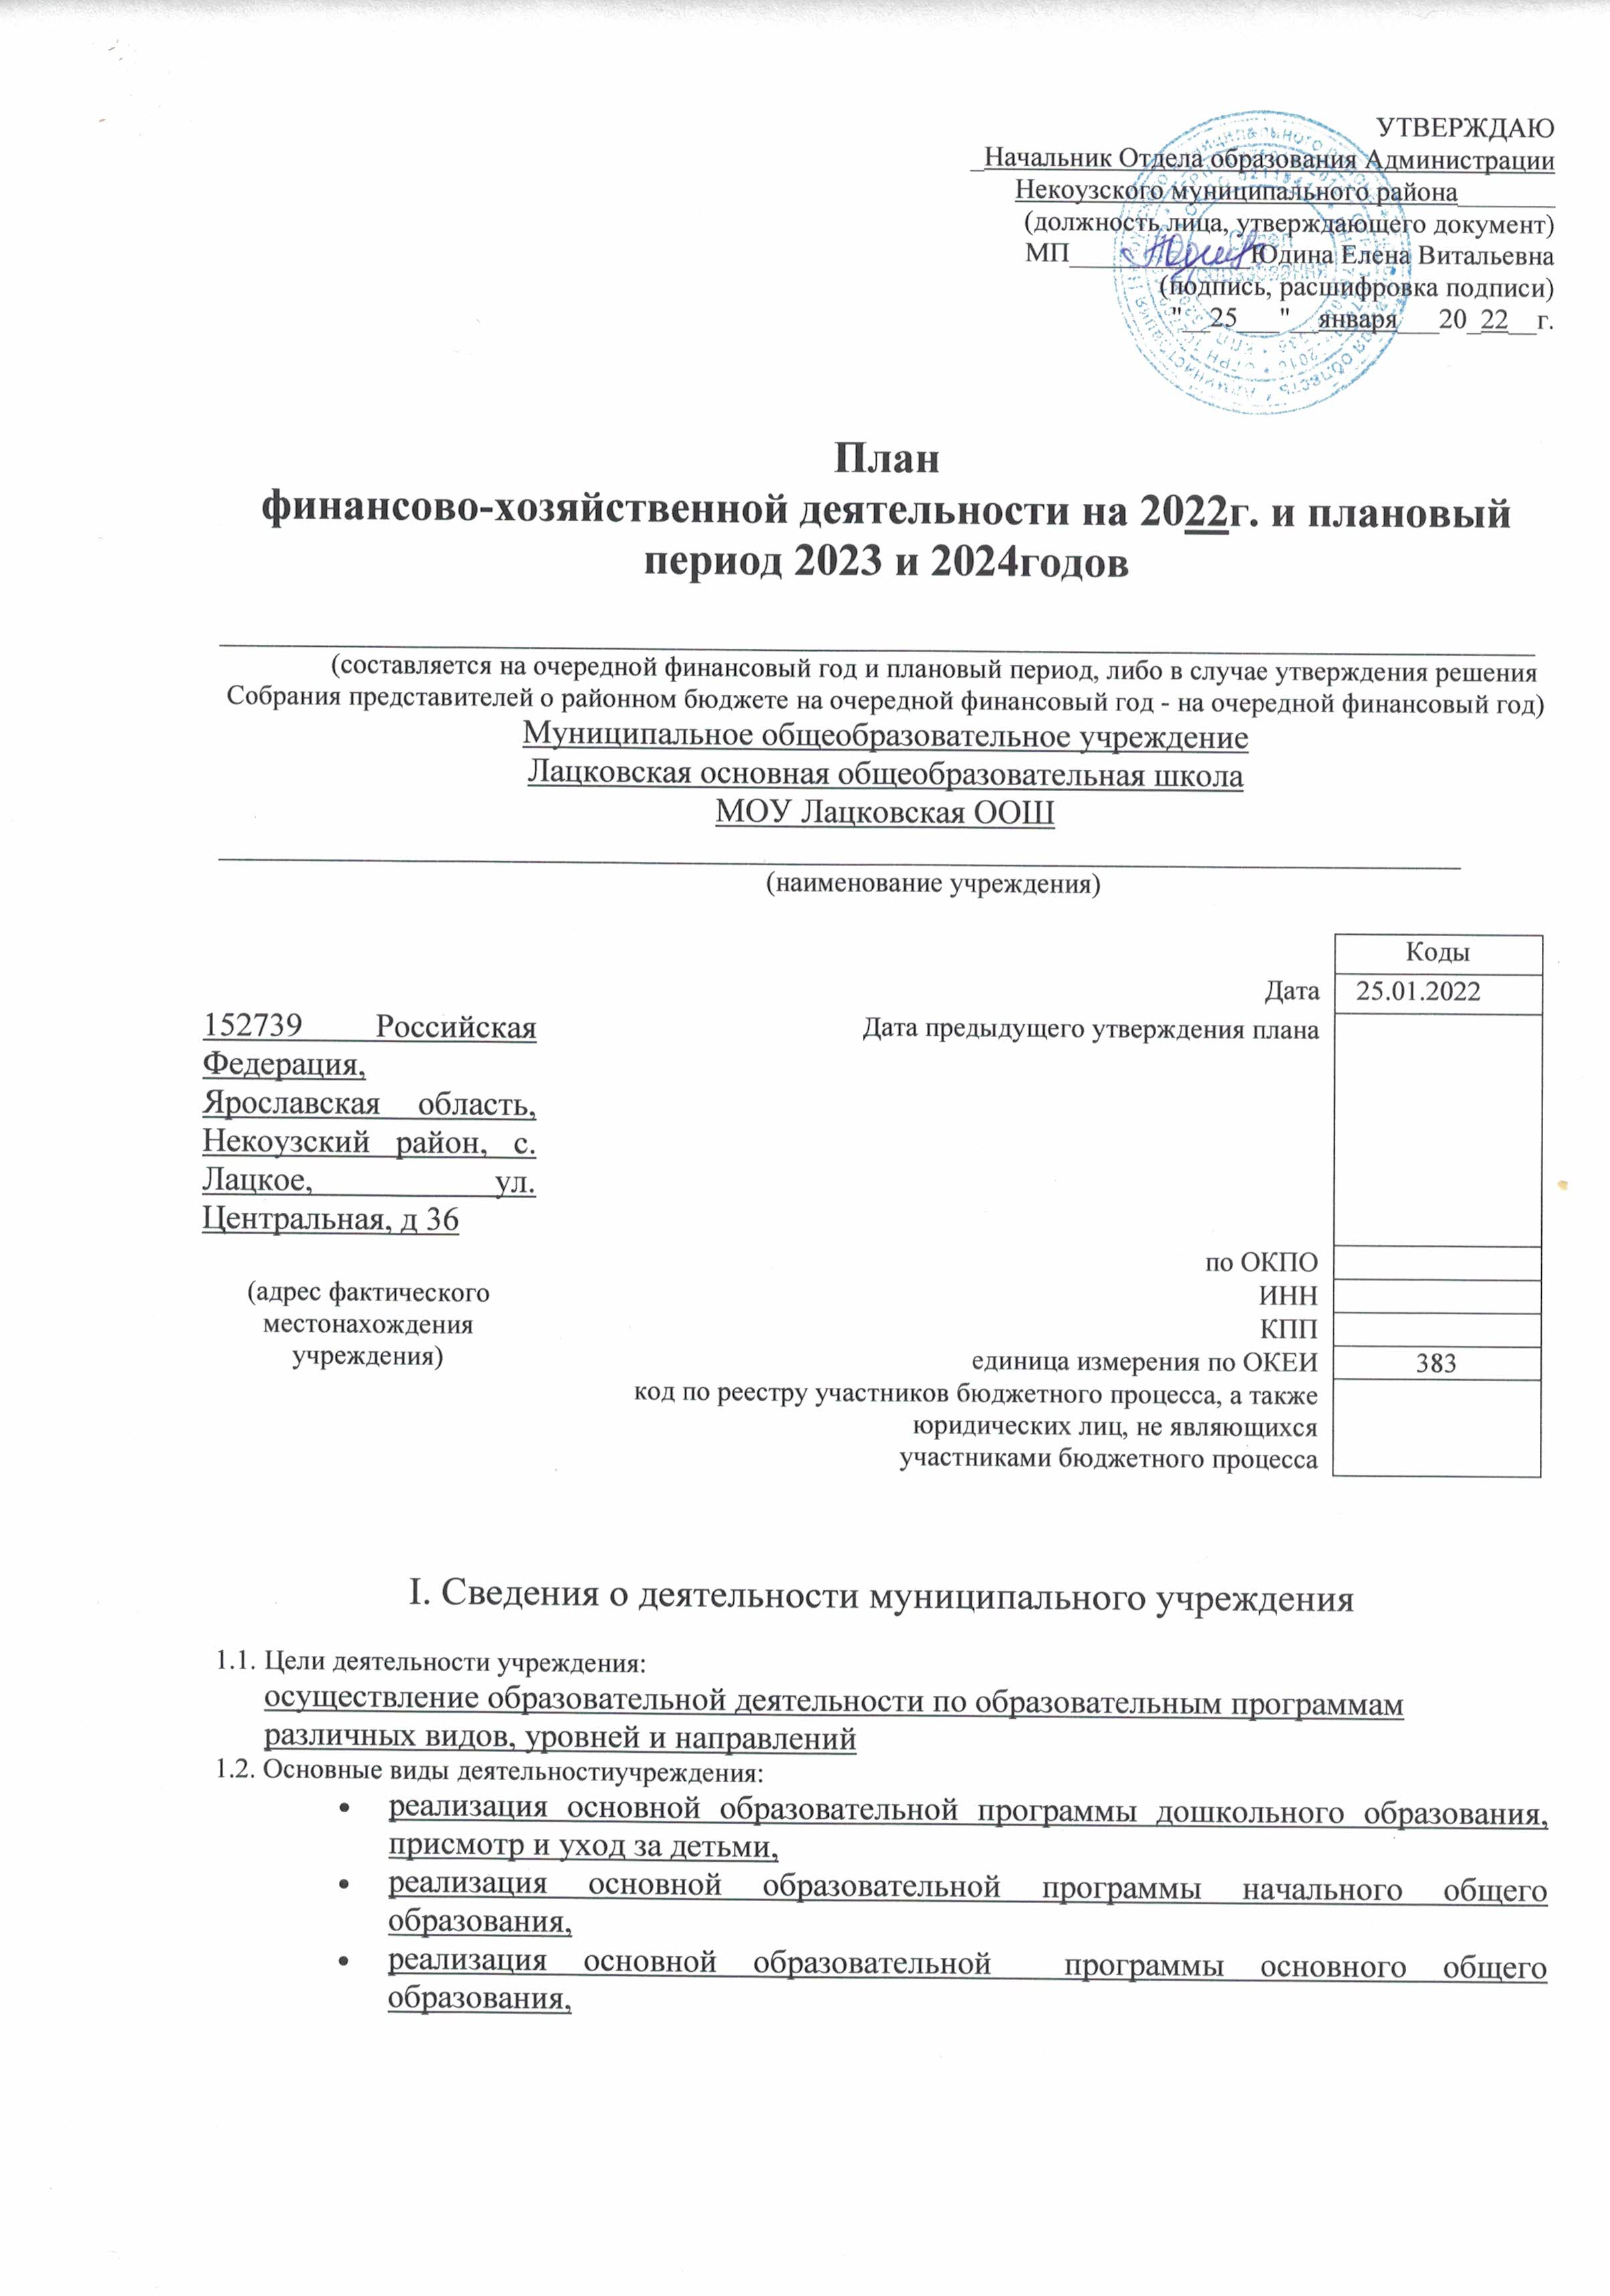 УТВЕРЖДАЮ
_Начальник Отдела образования Администрации
Некоузского муниципального района_______
(должность лица, утверждающего документ)
МП_____________Юдина Елена Витальевна
(подпись, расшифровка подписи)
"__25___"__января___20_22__г.
План
финансово-хозяйственной деятельности на 2022г. и плановый
период 2023 и 2024годов
(составляется на очередной финансовый год и плановый период, либо в случае утверждения решения
Собрания представителей о районном бюджете на очередной финансовый год - на очередной финансовый год)
Муниципальное общеобразовательное учреждение
Лацковская основная общеобразовательная школа
МОУ Лацковская ООШ
(наименование учреждения)
Коды
Дата 25.01.2022
Дата предыдущего утверждения плана
152739 Российская
Федерация,
Ярославская область,
Некоузский район, с.
Лацкое, ул.
Центральная, д 36
(адрес фактического
местонахождения
учреждения)
по ОКПО
ИНН
КПП
единица измерения по ОКЕИ 383
код по реестру участников бюджетного процесса, а также
юридических лиц, не являющихся
участниками бюджетного процесса
I. Сведения о деятельности муниципального учреждения
1.1. Цели деятельности учреждения:
осуществление образовательной деятельности по образовательным программам
различных видов, уровней и направлений
1.2. Основные виды деятельностиучреждения:
• реализация основной образовательной программы дошкольного образования,
присмотр и уход за детьми,
• реализация основной образовательной программы начального общего
образования,
• реализация основной образовательной программы основного общего
образования,